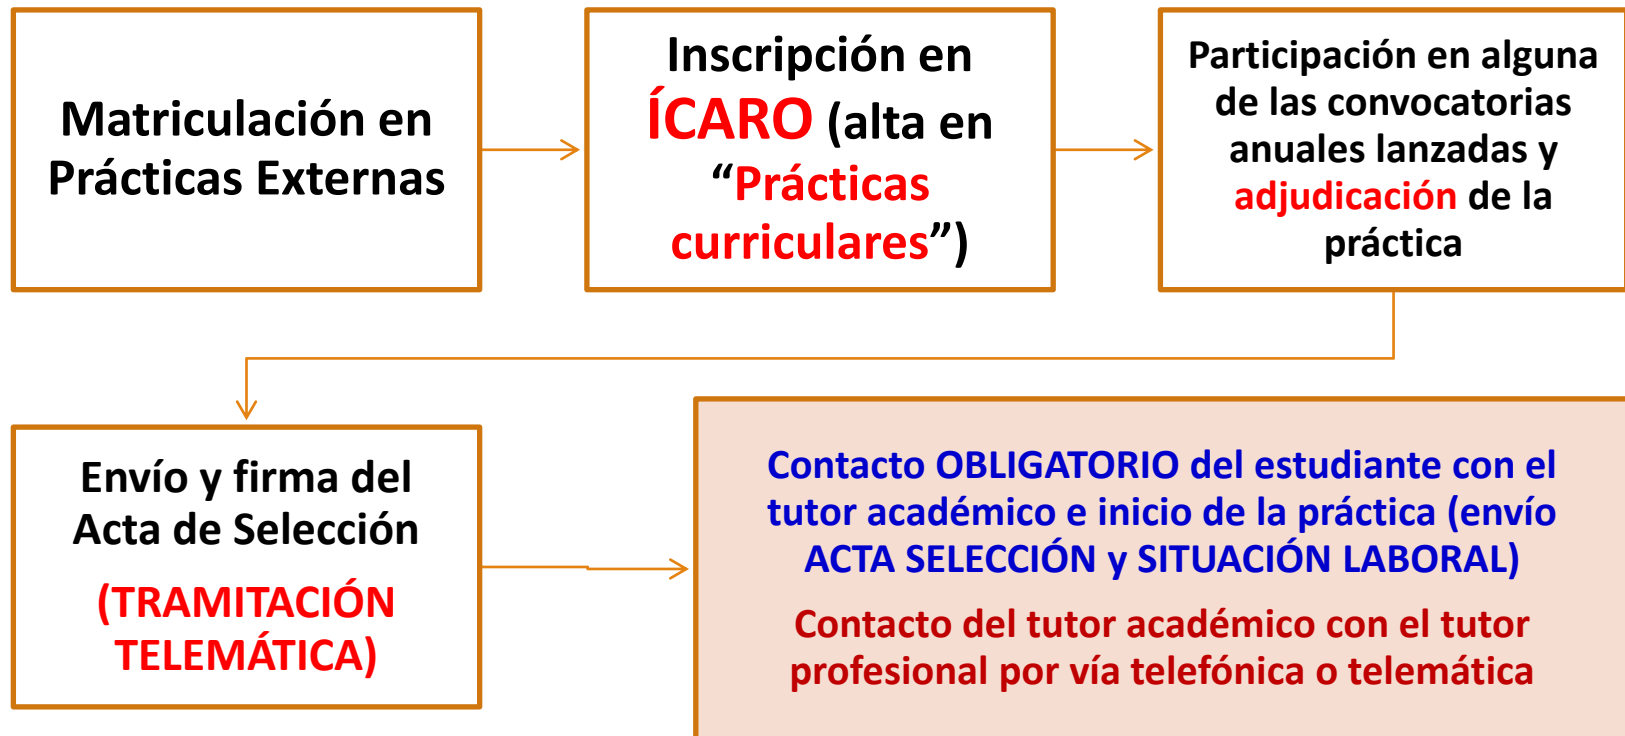 Matriculación en
Prácticas Externas
Inscripción en
ÍCARO (alta en
“Prácticas
curriculares”)
Participación en alguna
de las convocatorias
anuales lanzadas y
adjudicación de la
práctica
Envío y firma del
Acta de Selección
(TRAMITACIÓN
TELEMÁTICA)
Contacto OBLIGATORIO del estudiante con el
tutor académico e inicio de la práctica (envío
ACTA SELECCIÓN y SITUACIÓN LABORAL)
Contacto del tutor académico con el tutor
profesional por vía telefónica o telemática